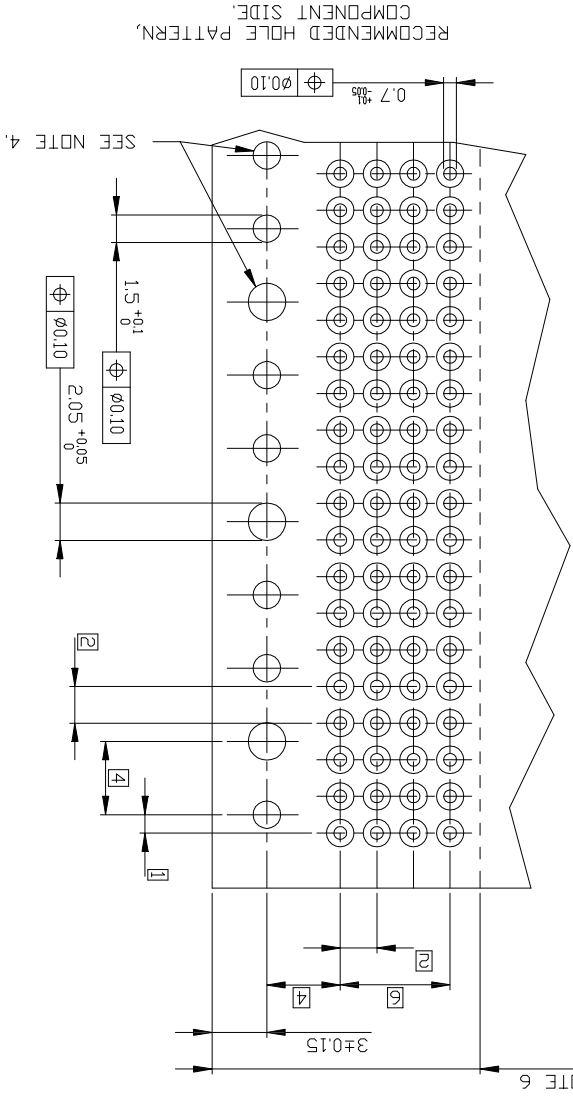 OTE 6
3±0.15
6
4
2
1
4
2
2.05 +0.05 0
⌖ Ø0.10
1.5 +0.1 0
⌖ Ø0.10
SEE NOTE 4.
0.7 +0.1 -0.05
⌖ Ø0.10
RECOMMENDED HOLE PATTERN,
COMPONENT SIDE.